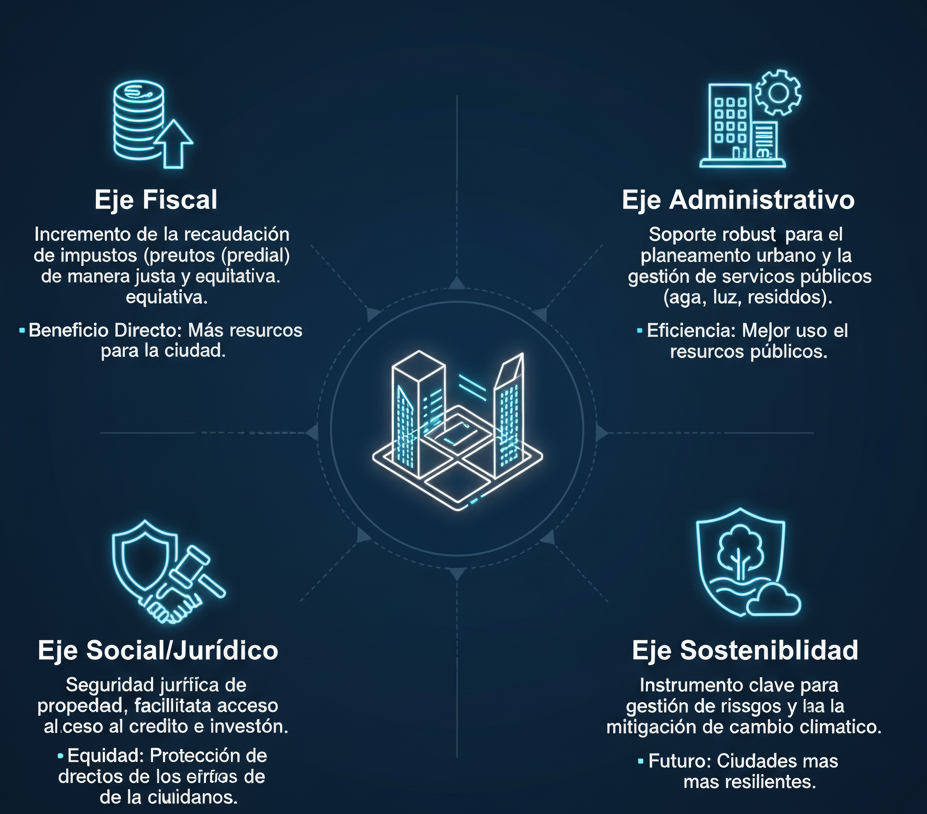 Eje Fiscal
Incremento de la recaudación
de impustos (preutos (predial)
de manera justa y equitativa.
equiativa.
Beneficio Directo: Más resurcos
para la ciudad.
Eje Administrativo
Soporte robust para el
planeamento urbano y la
gestión de servicos públicos
(aga, luz, residdos).
Eficiencia: Mejor uso el
resurcos públicos.
Eje Social/Jurídico
Seguridad de
propedad, facillitata acceso
al.ceso al credito e investón.
Equidad: Protección de
drectos de los de
de la ciuiidanos.
Eje Sosteniblidad
Instrumento clave para
gestión de rissgos y la
mitigación de cambio climatico.
Futuro: Ciudades mas
mas resilientes.